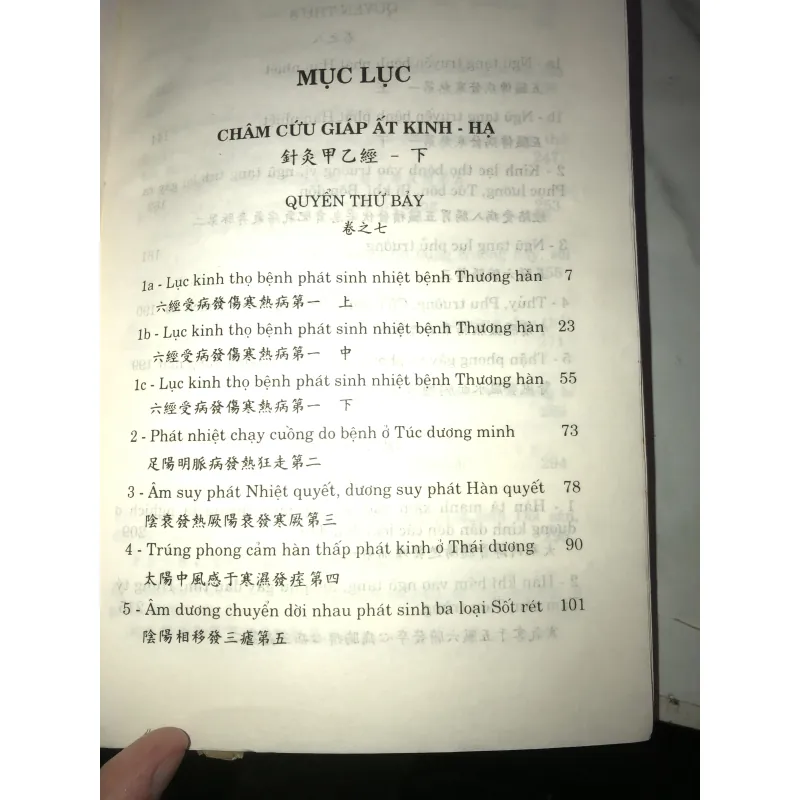 MỤC LỤC
CHÂM CỨU GIÁP ẤT KINH - HẠ
針灸甲乙經 - 下
QUYỂN THỨ BẢY
卷之七
1a - Lục kinh thọ bệnh phát sinh nhiệt bệnh Thương hàn 7
六經受病發傷寒熱病第一 上
1b - Lục kinh thọ bệnh phát sinh nhiệt bệnh Thương hàn 23
六經受病發傷寒熱病第一 中
1c - Lục kinh thọ bệnh phát sinh nhiệt bệnh Thương hàn 55
六經受病發傷寒熱病第一 下
2 - Phát nhiệt chạy cuồng do bệnh ở Túc dương minh 73
足陽明脈病發熱狂走第二
3 - Âm suy phát Nhiệt quyết, dương suy phát Hàn quyết 78
陰衰發熱厥陽衰發寒厥第三
4 - Trúng phong cảm hàn thấp phát kinh ở Thái dương 90
太陽中風感于寒濕發痙第四
5 - Âm dương chuyển dời nhau phát sinh ba loại Sốt rét 101
陰陽相移發三瘧第五